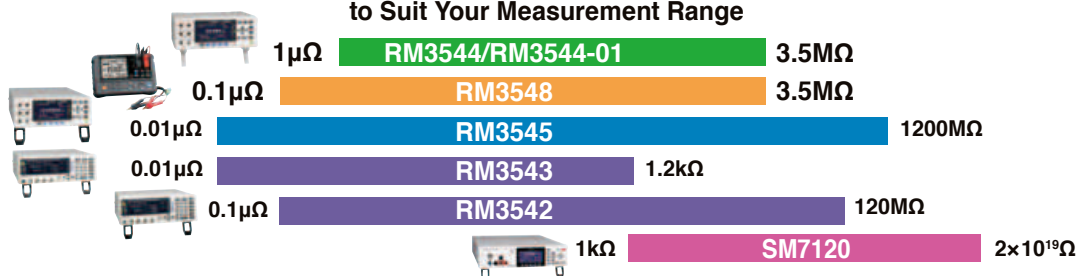 to Suit Your Measurement Range
1μΩ RM3544/RM3544-01 3.5MΩ
0.1μΩ RM3548 3.5MΩ
0.01μΩ RM3545 1200MΩ
0.01μΩ RM3543 1.2kΩ
0.1μΩ RM3542 120MΩ
1kΩ SM7120 2×10¹⁹Ω